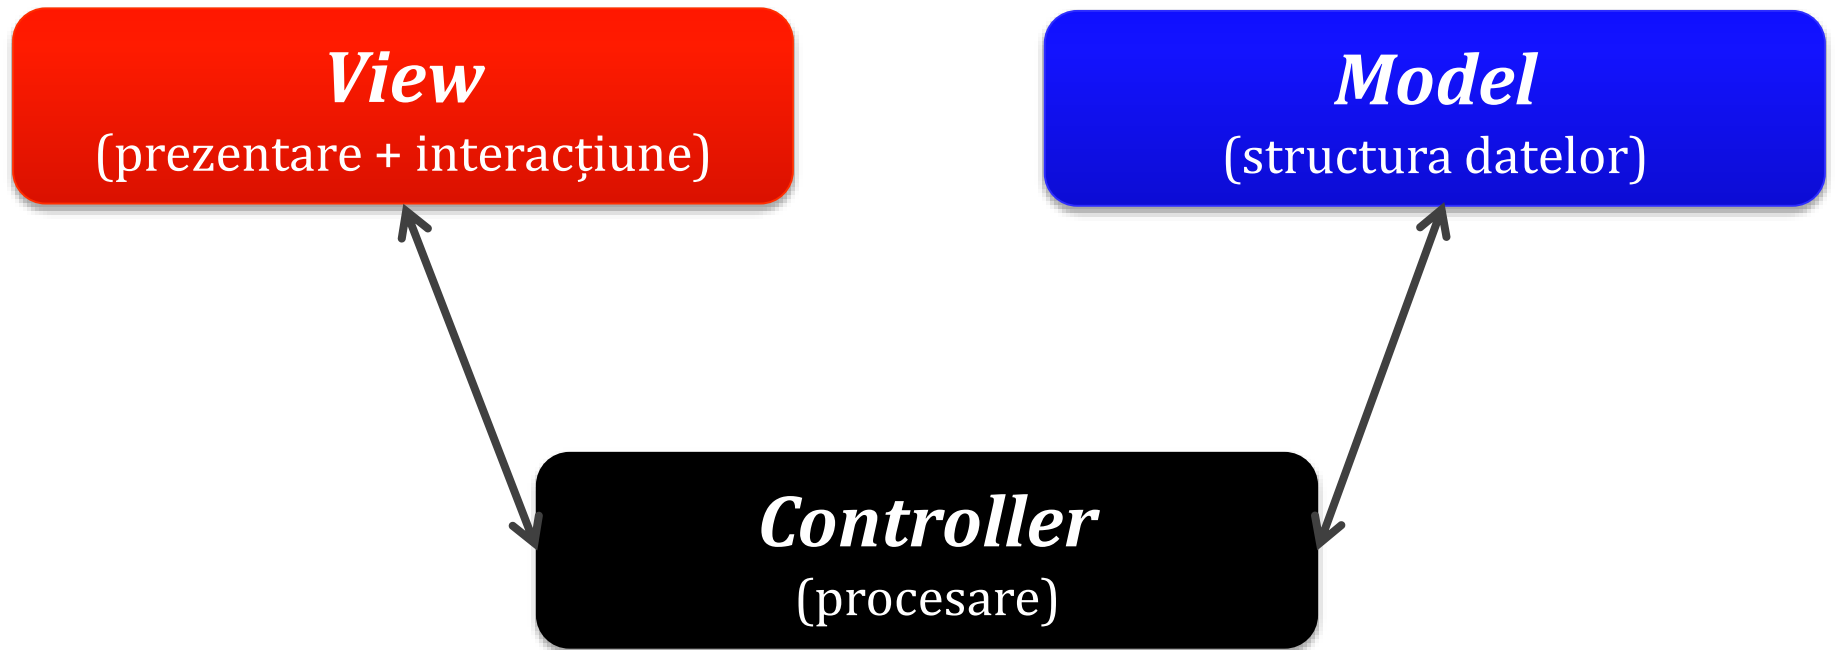 View
(prezentare + interacțiune)
Model
(structura datelor)
Controller
(procesare)